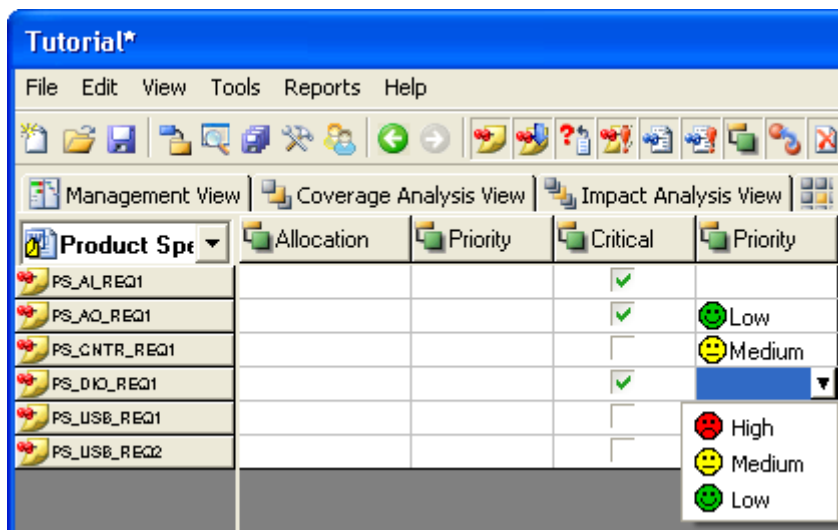 Tutorial*
File Edit View Tools Reports Help
Management View Coverage Analysis View Impact Analysis View
Product Spe Allocation Priority Critical Priority
PS_AI_REQ1
PS_AO_REQ1 Low
PS_CNTR_REQ1 Medium
PS_DIO_REQ1
PS_USB_REQ1
PS_USB_REQ2
High
Medium
Low